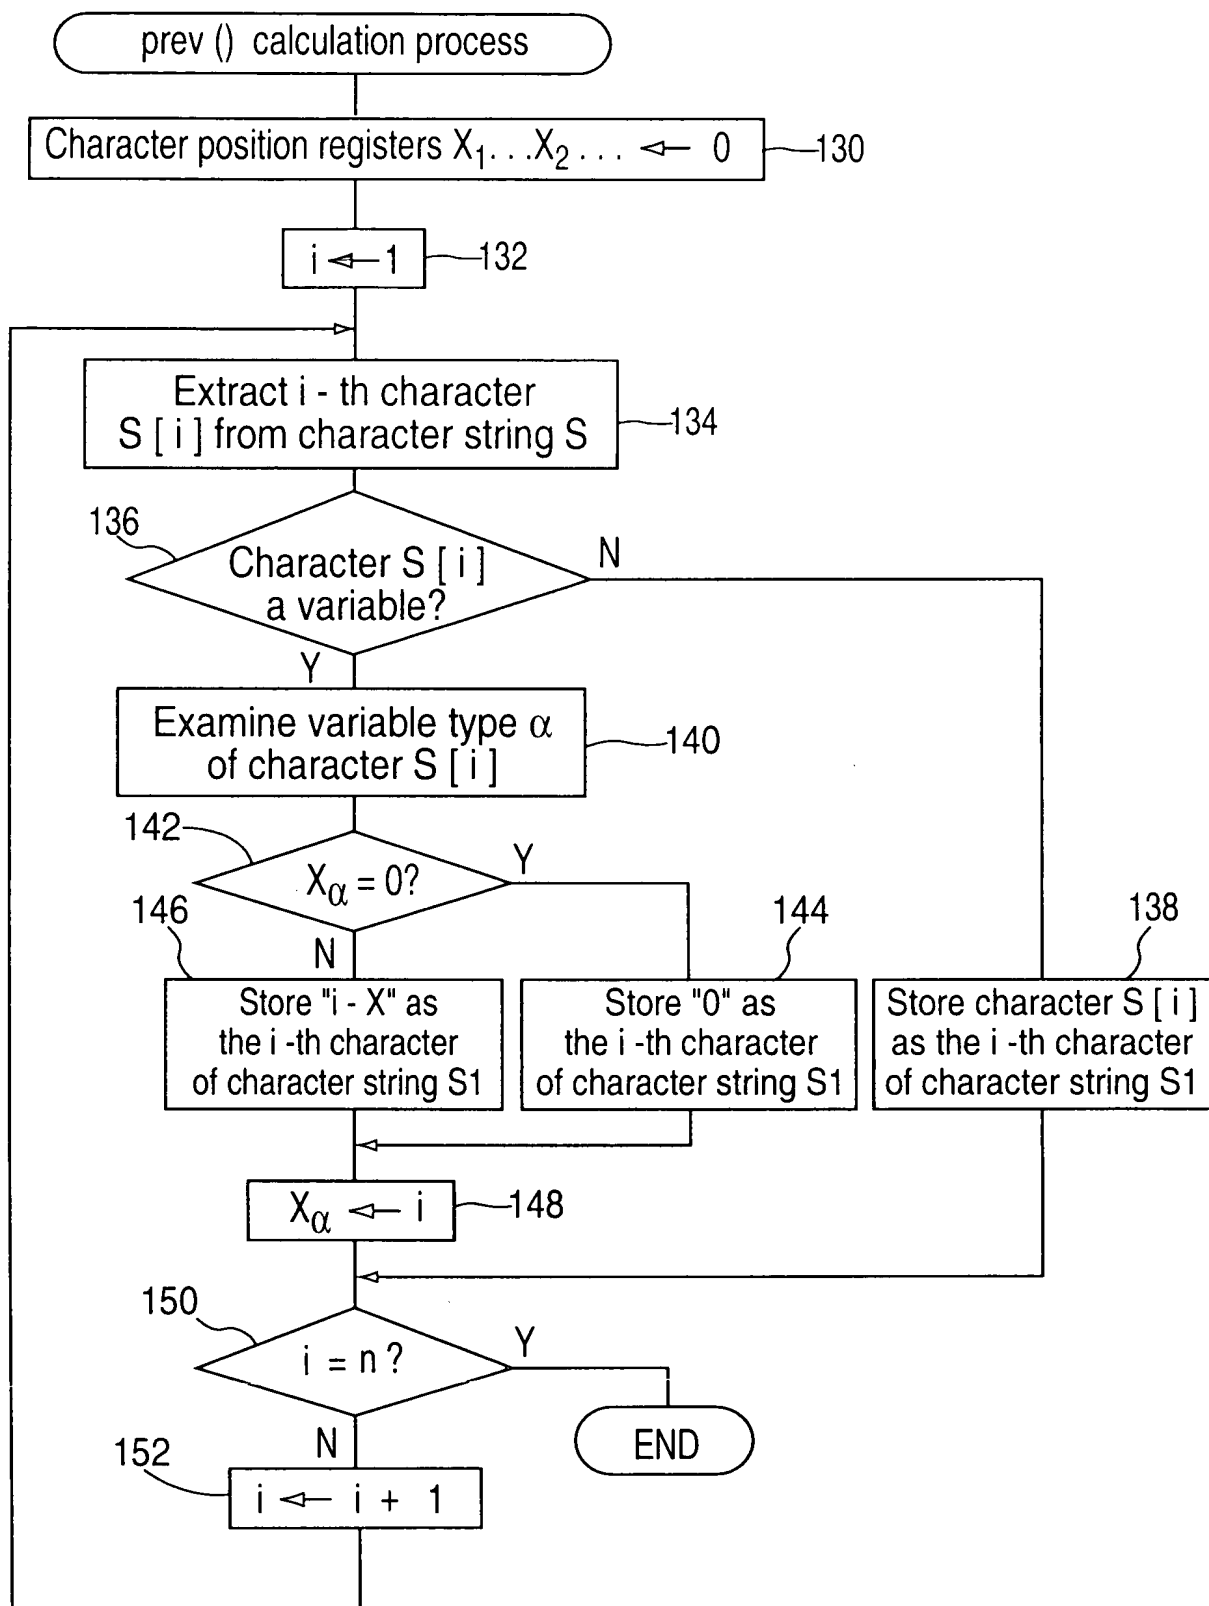 prev () calculation process
Character position registers X1...X2... ← 0
130
i ← 1
132
Extract i - th character
S [ i ] from character string S
134
136
Character S [ i ]
a variable?
N
Y
Examine variable type α
of character S [ i ]
140
142
Xα = 0?
Y
N
146
144
138
Store "i - X" as
the i -th character
of character string S1
Store "0" as
the i -th character
of character string S1
Store character S [ i ]
as the i -th character
of character string S1
Xα ← i
148
150
i = n ?
Y
N
END
152
i ← i + 1